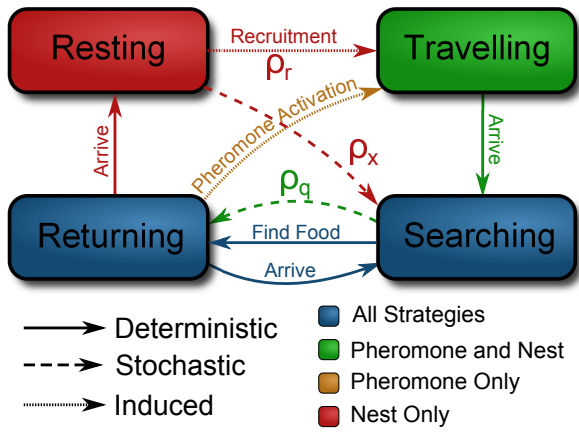 Resting
Recruitment
Travelling
ρr
Pheromone Activation
Arrive
Arrive
ρx
ρq
Returning
Find Food
Searching
Arrive
Deterministic
Stochastic
Induced
All Strategies
Pheromone and Nest
Pheromone Only
Nest Only